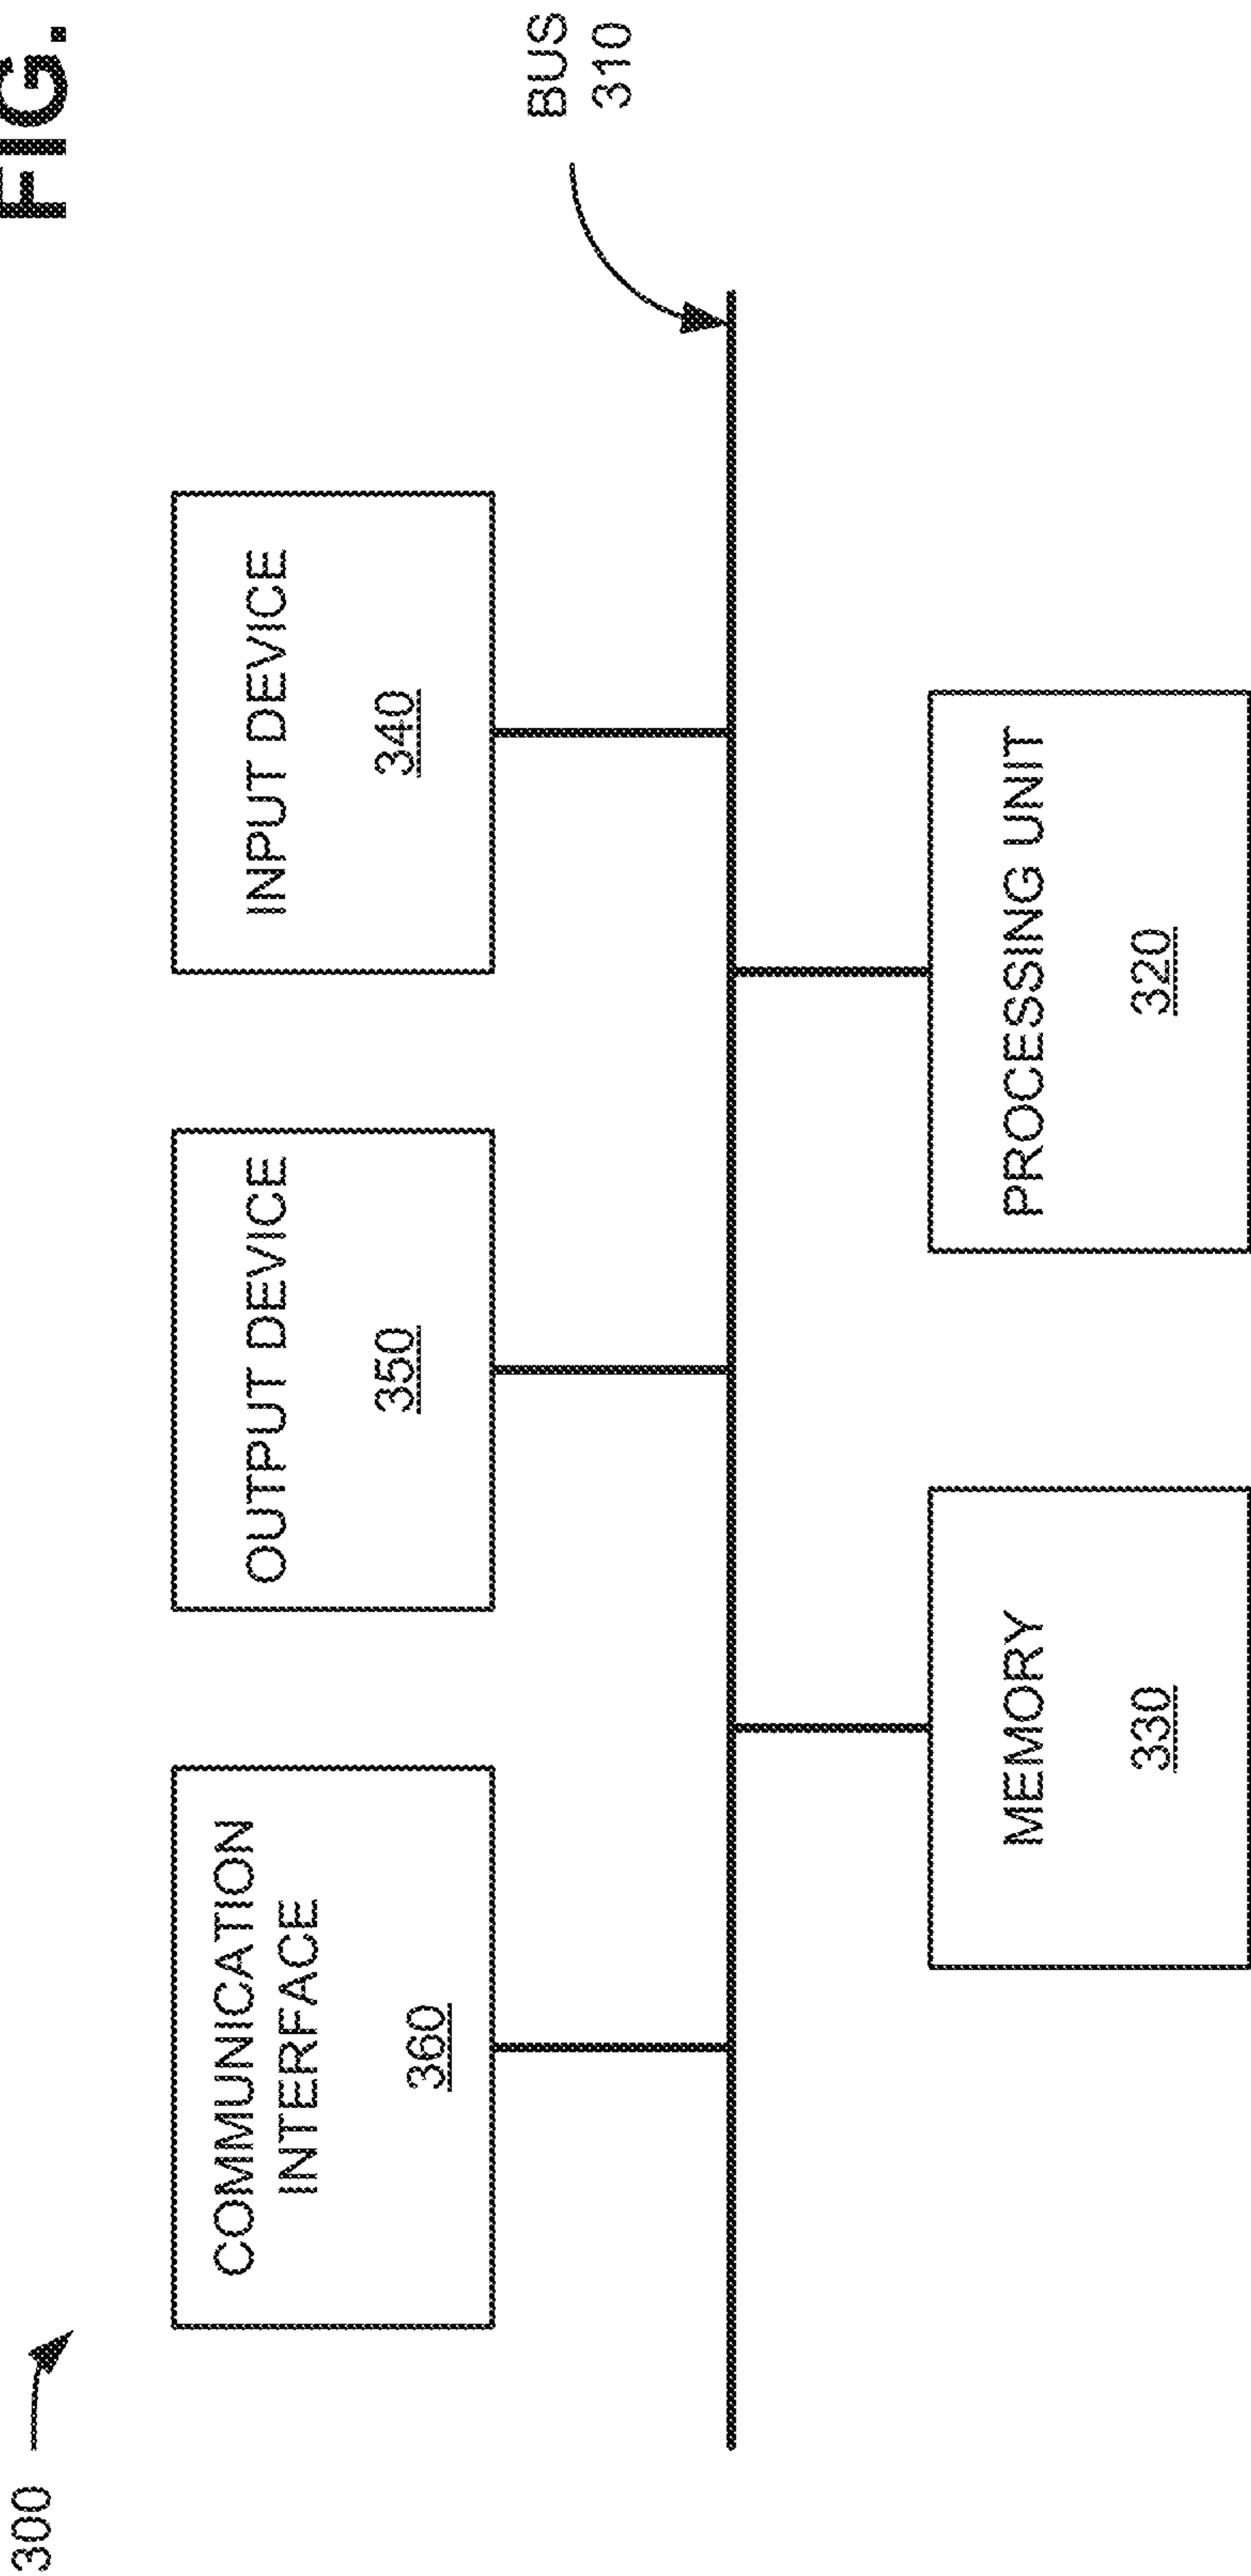 FIG.
300
COMMUNICATION
INTERFACE
360
OUTPUT DEVICE
350
INPUT DEVICE
340
BUS
310
MEMORY
330
PROCESSING UNIT
320